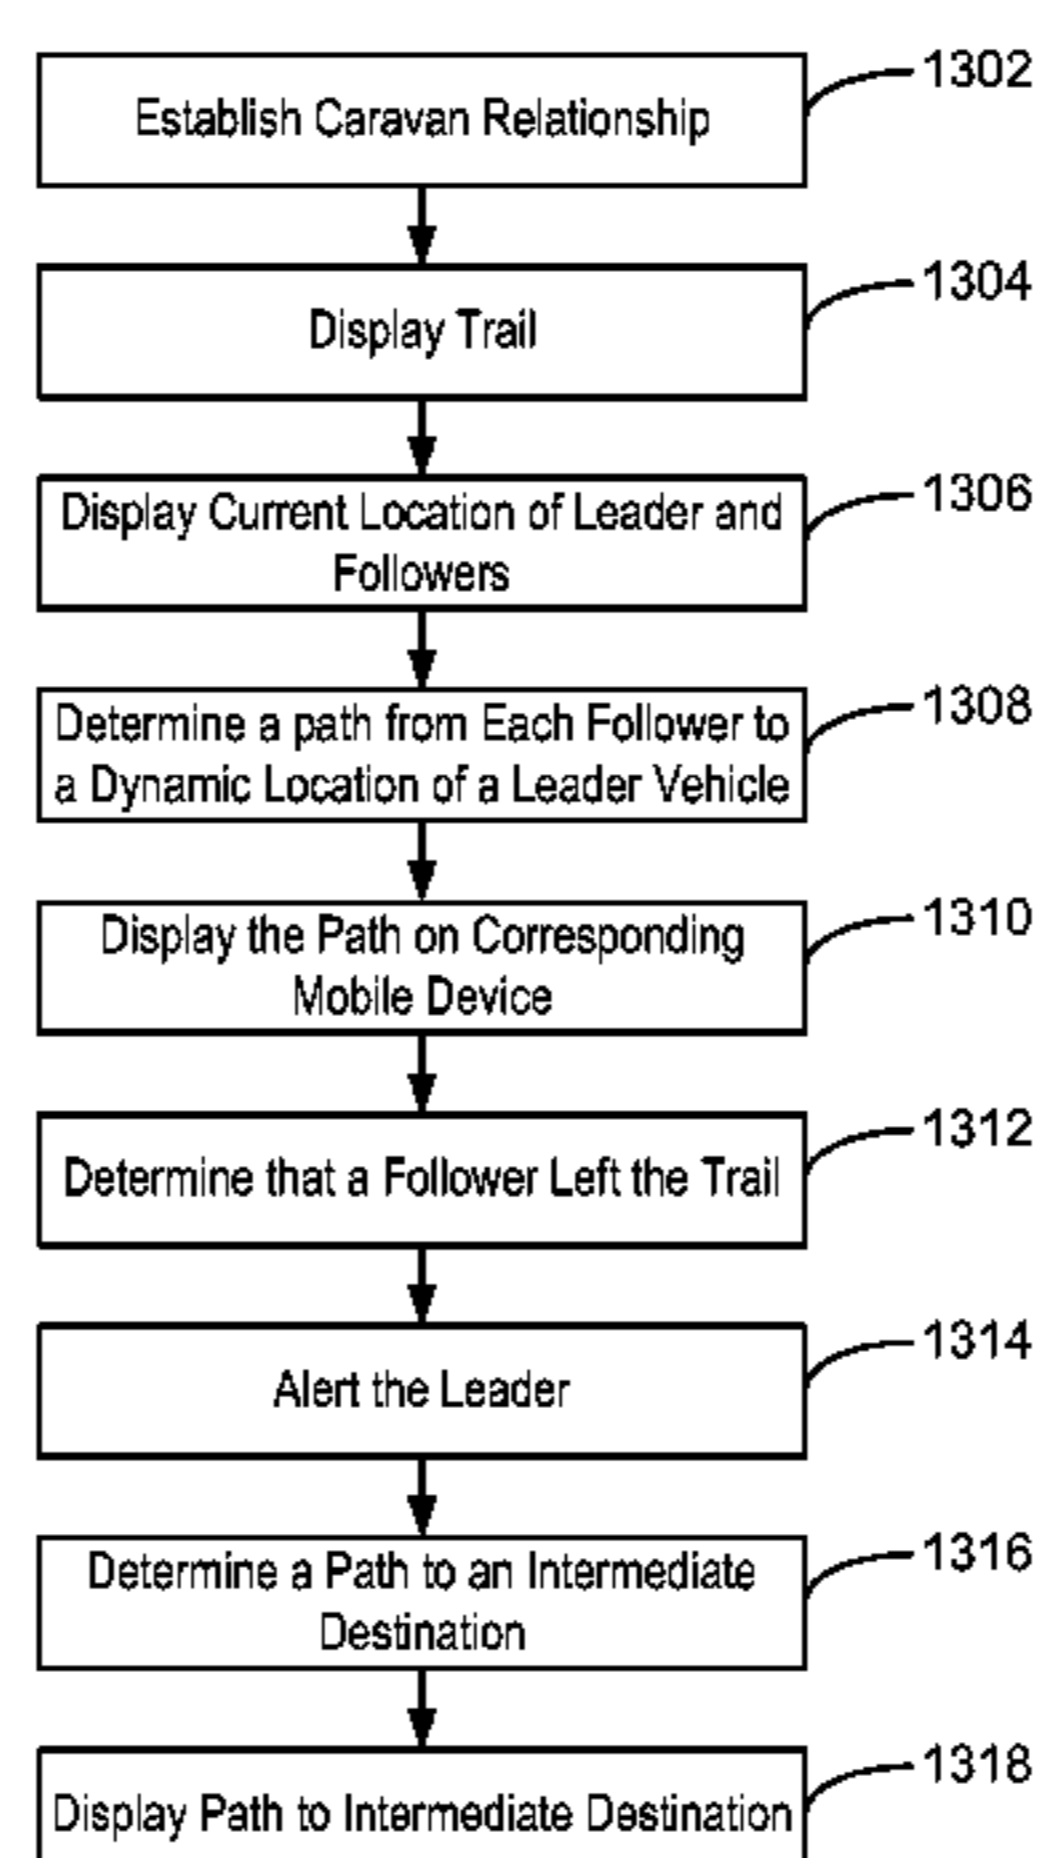 1302
Establish Caravan Relationship
1304
Display Trail
1306
Display Current Location of Leader and
Followers
1308
Determine a path from Each Follower to
a Dynamic Location of a Leader Vehicle
1310
Display the Path on Corresponding
Mobile Device
1312
Determine that a Follower Left the Trail
1314
Alert the Leader
1316
Determine a Path to an Intermediate
Destination
1318
Display Path to Intermediate Destination